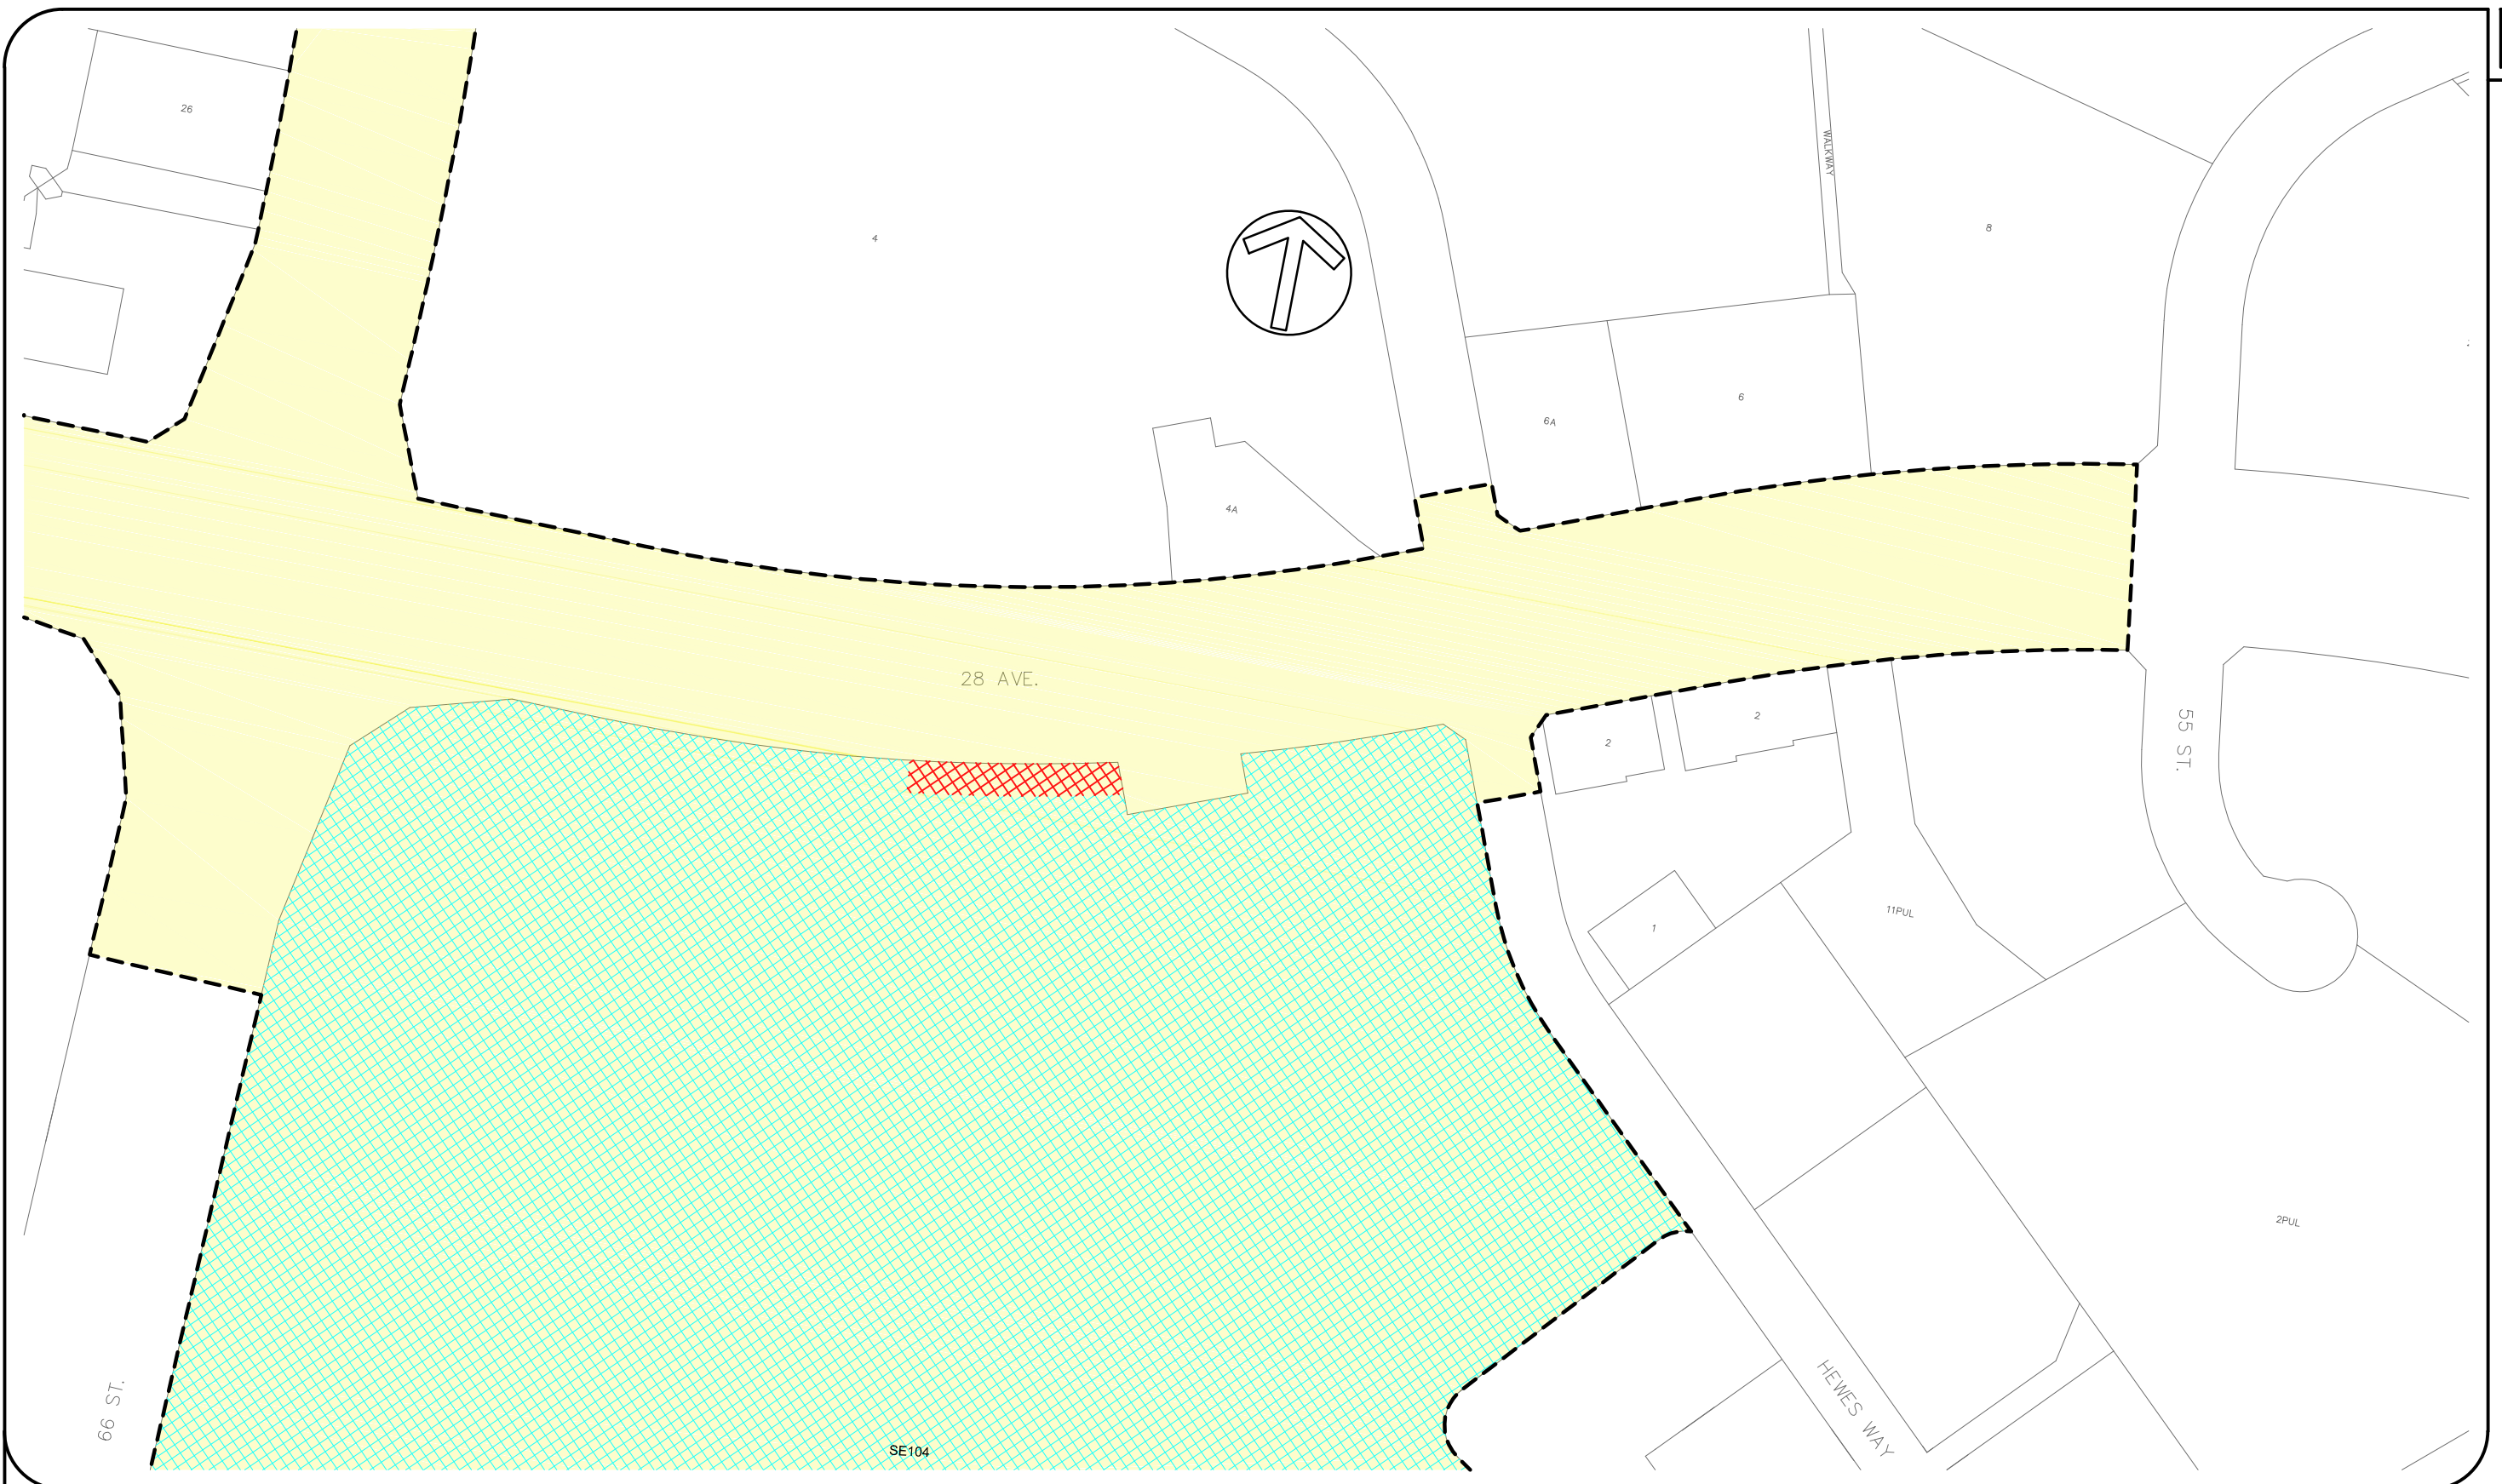 26
WALKWAY
4
8
6
6A
4A
28 AVE.
2
2
55 ST.
11PUL
1
2PUL
66 ST.
HEWES WAY
SE104